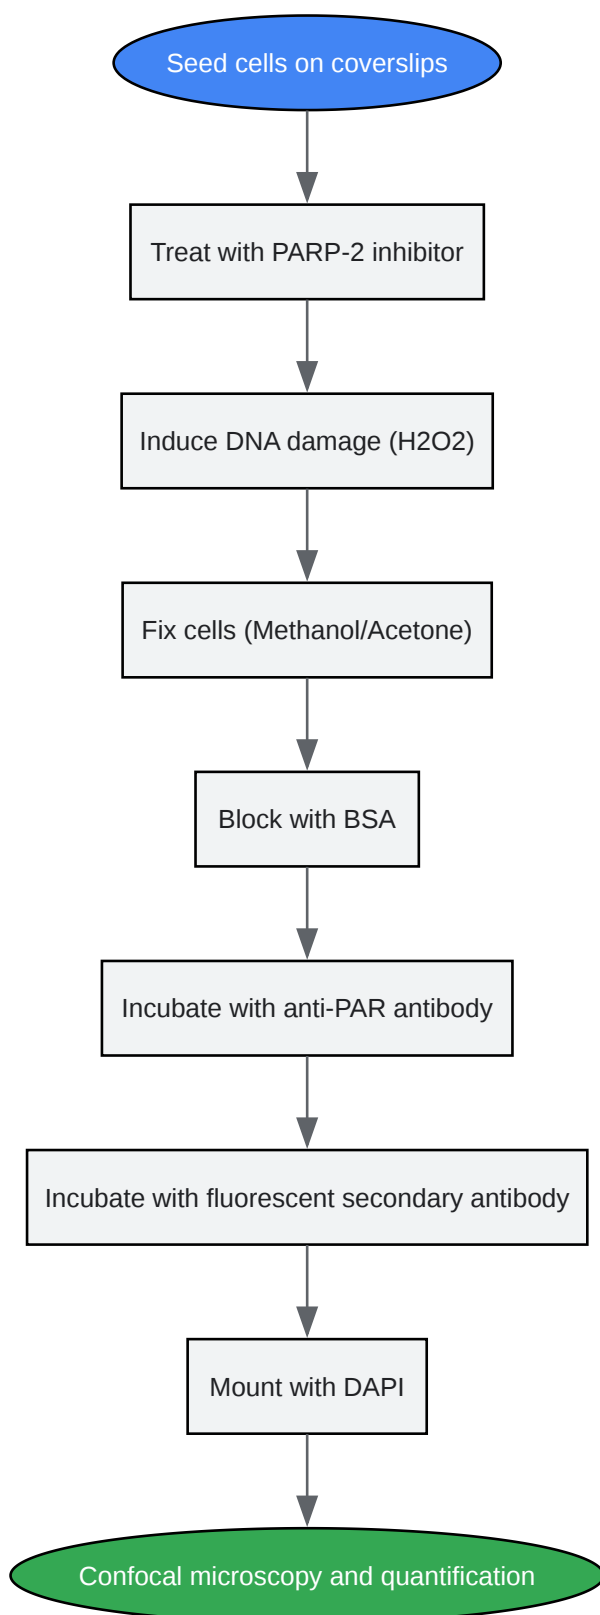 Seed cells on coverslips
Treat with PARP-2 inhibitor
Induce DNA damage (H2O2)
Fix cells (Methanol/Acetone)
Block with BSA
Incubate with anti-PAR antibody
Incubate with fluorescent secondary antibody
Mount with DAPI
Confocal microscopy and quantification